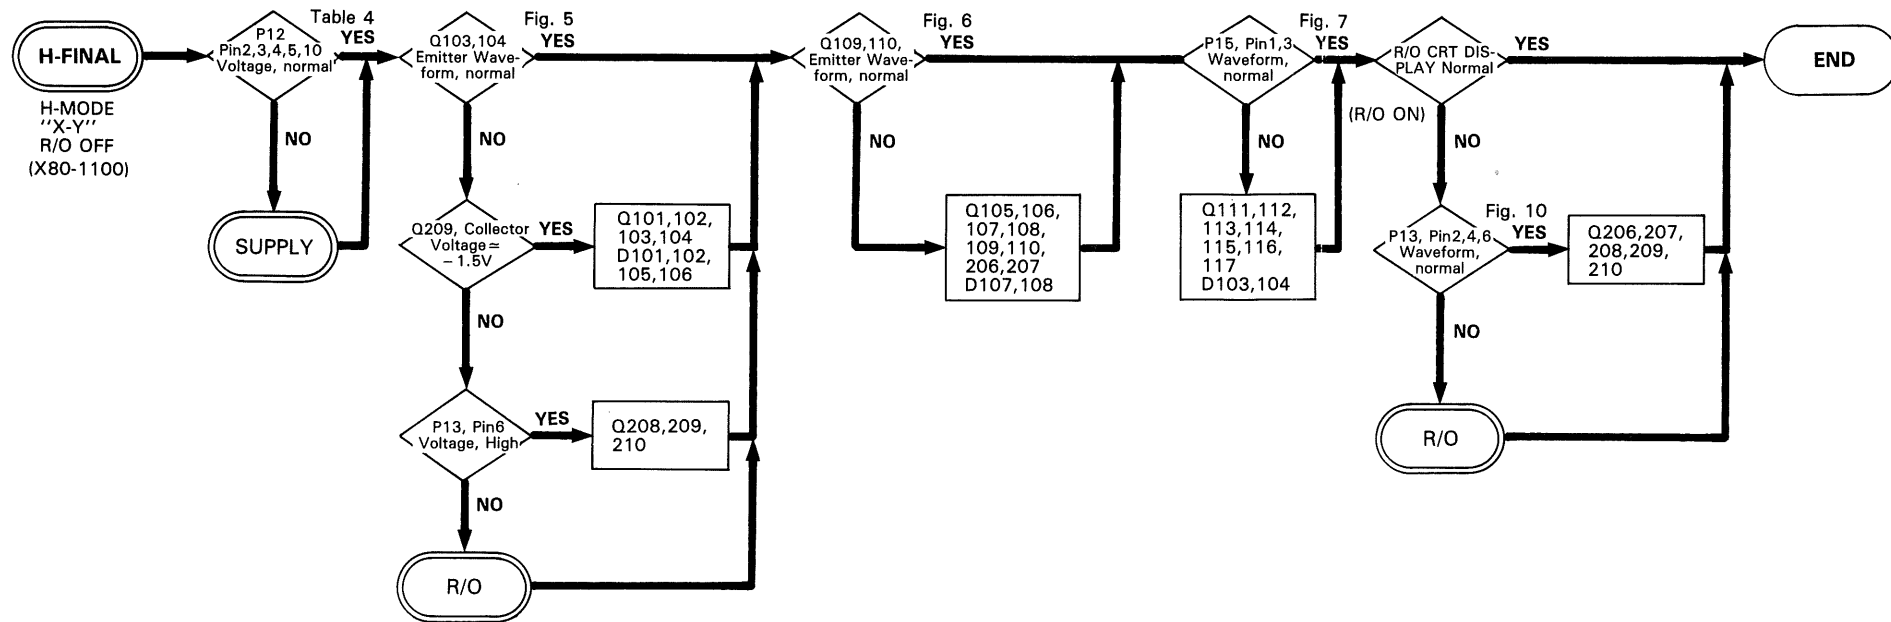 H-FINAL
H-MODE
"X-Y"
R/O OFF
(X80-1100)
P12
Pin2,3,4,5,10
Voltage, normal
Table 4
YES
NO
SUPPLY
Q103,104
Emitter Wave-
form, normal
Fig. 5
YES
NO
Q209, Collector
Voltage≃
−1.5V
YES
Q101,102,
103,104
D101,102,
105,106
NO
P13, Pin6
Voltage, High
YES
Q208,209,
210
NO
R/O
Q109,110,
Emitter Wave-
form, normal
Fig. 6
YES
NO
Q105,106,
107,108,
109,110,
206,207
D107,108
P15, Pin1,3
Waveform,
normal
Fig. 7
YES
NO
Q111,112,
113,114,
115,116,
117
D103,104
R/O CRT DIS-
PLAY Normal
YES
(R/O ON)
NO
P13, Pin2,4,6
Waveform,
normal
Fig. 10
YES
Q206,207,
208,209,
210
NO
R/O
END